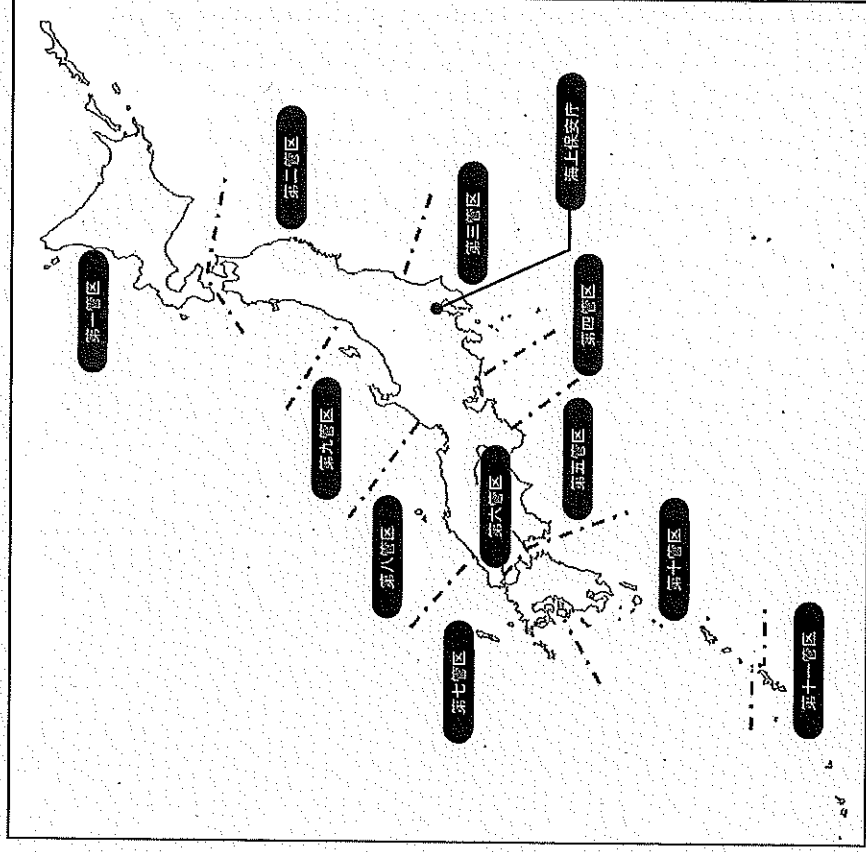 第一管区
第二管区
第三管区
海上保安庁
第四管区
第九管区
第五管区
第六管区
第八管区
第十管区
第七管区
第十一管区